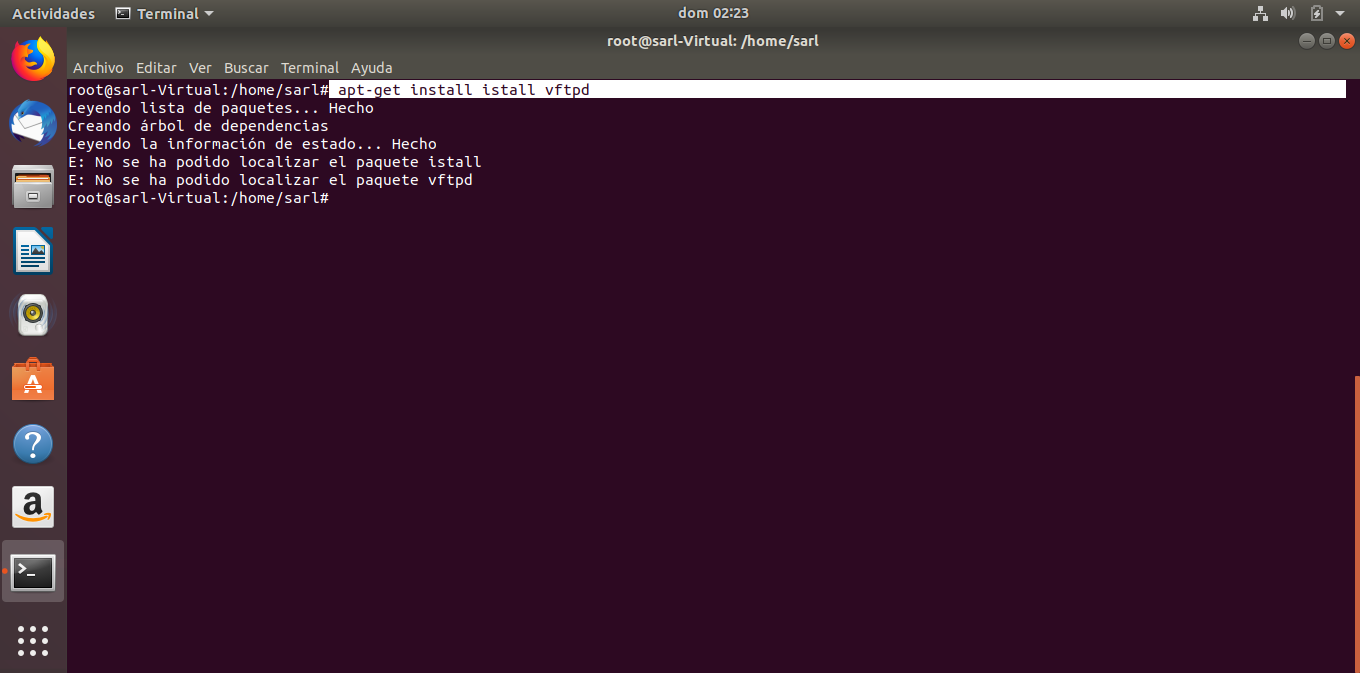 Actividades Terminal dom 02:23
root@sarl-Virtual: /home/sarl
Archivo Editar Ver Buscar Terminal Ayuda
root@sarl-Virtual:/home/sarl# apt-get install istall vftpd
Leyendo lista de paquetes... Hecho
Creando árbol de dependencias
Leyendo la información de estado... Hecho
E: No se ha podido localizar el paquete istall
E: No se ha podido localizar el paquete vftpd
root@sarl-Virtual:/home/sarl#